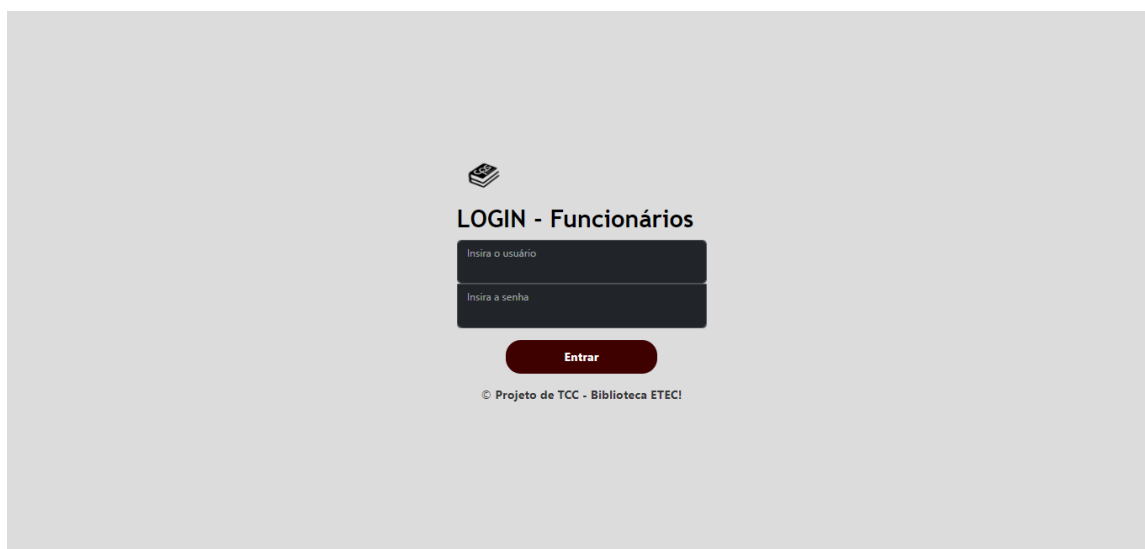 LOGIN - Funcionários
Insira o usuário
Insira a senha
Entrar
© Projeto de TCC - Biblioteca ETEC!